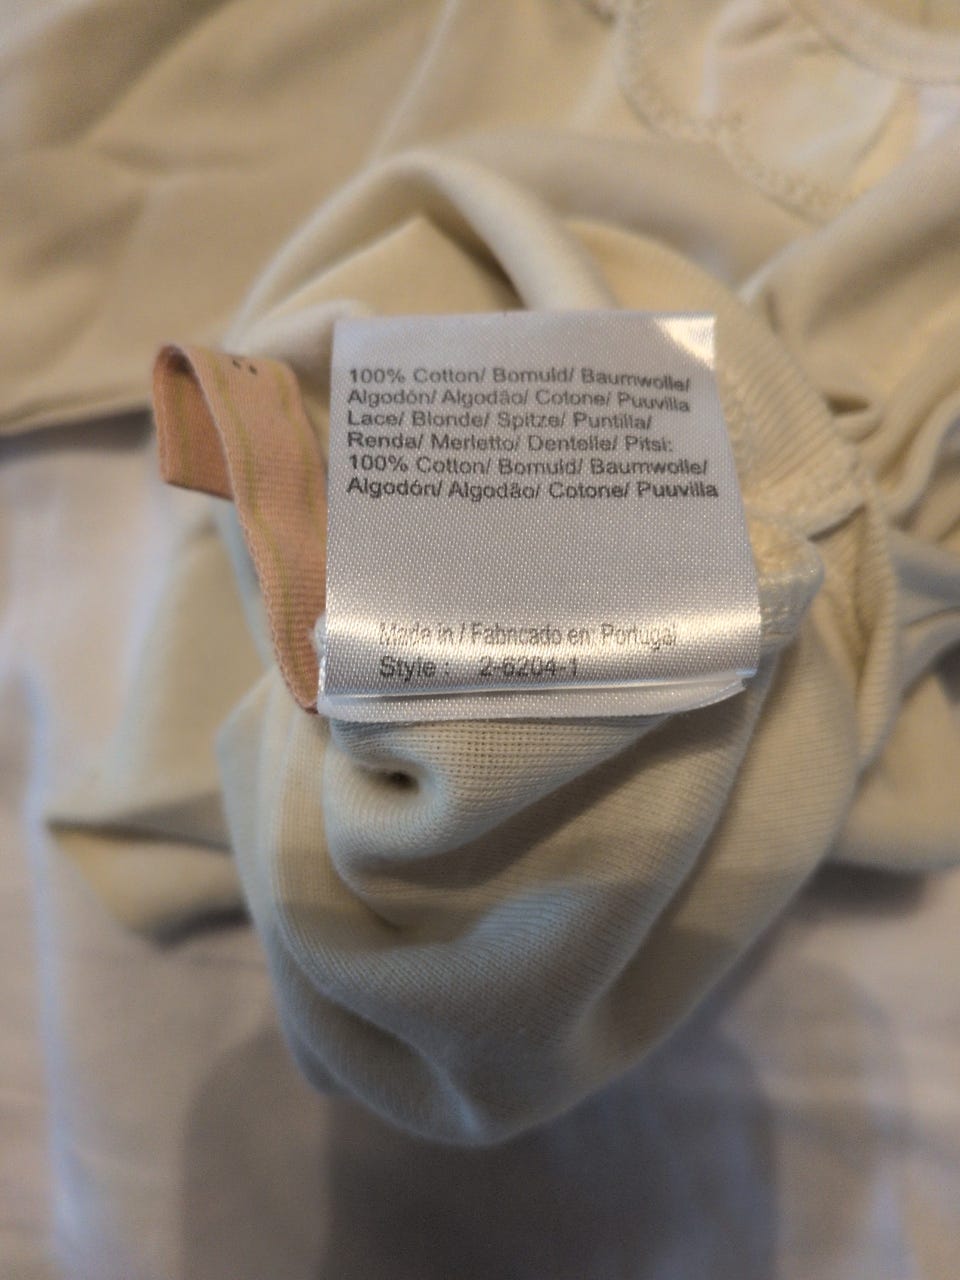 100% Cotton/ Bomuld/ Baumwolle/
Algodón/ Algodão/ Cotone/ Puuvilla
Lace/ Blonde/ Spitze/ Puntilla/
Renda/ Merletto/ Dentelle/ Pitsi:
100% Cotton/ Bomuld/ Baumwolle/
Algodón/ Algodão/ Cotone/ Puuvilla
Made in / Fabricado en: Portugal
Style : 2-6204-1